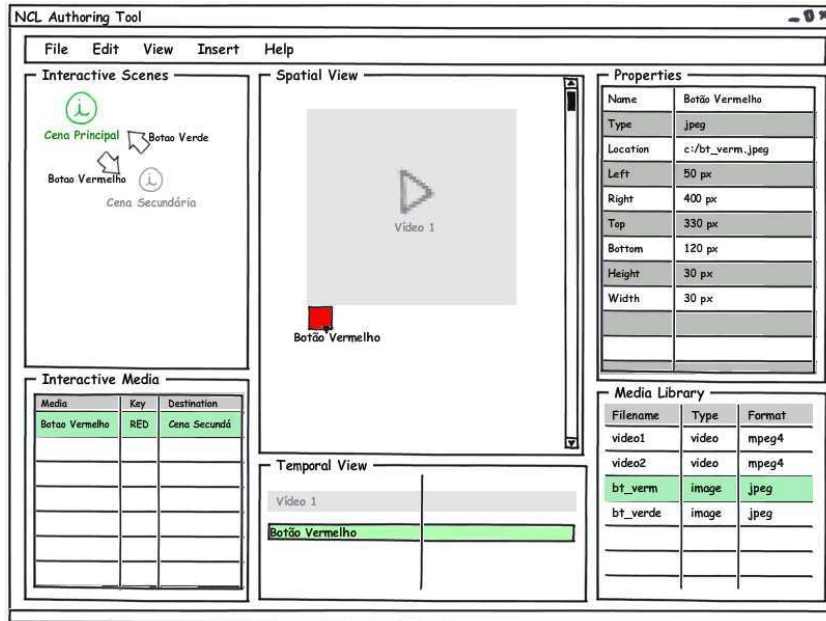 NCL Authoring Tool
File Edit View Insert Help
Interactive Scenes
Cena Principal
Botao Verde
Botao Vermelho
Cena Secundária
Spatial View
Vídeo 1
Botão Vermelho
Properties
Name Botão Vermelho
Type jpeg
Location c:/bt_verm.jpeg
Left 50 px
Right 400 px
Top 330 px
Bottom 120 px
Height 30 px
Width 30 px
Interactive Media
Media Key Destination
Botao Vermelho RED Cena Secundá
Temporal View
Vídeo 1
Botão Vermelho
Media Library
Filename Type Format
video1 video mpeg4
video2 video mpeg4
bt_verm image jpeg
bt_verde image jpeg